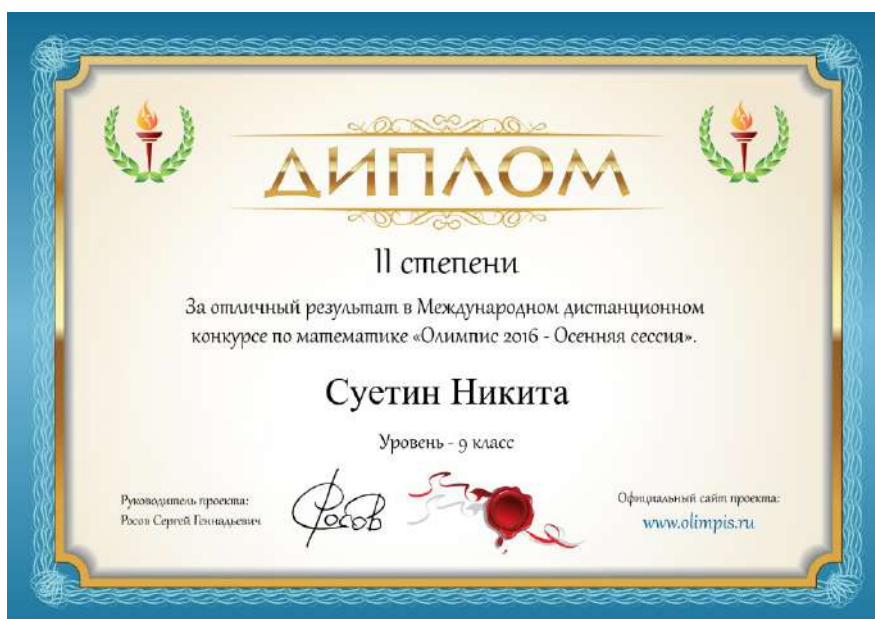 ДИПЛОМ
II степени
За отличный результат в Международном дистанционном
конкурсе по математике «Олимпис 2016 - Осенняя сессия».
Суетин Никита
Уровень - 9 класс
Руководитель проекта:
Росов Сергей Геннадьевич
Росов
Официальный сайт проекта:
www.olimpis.ru